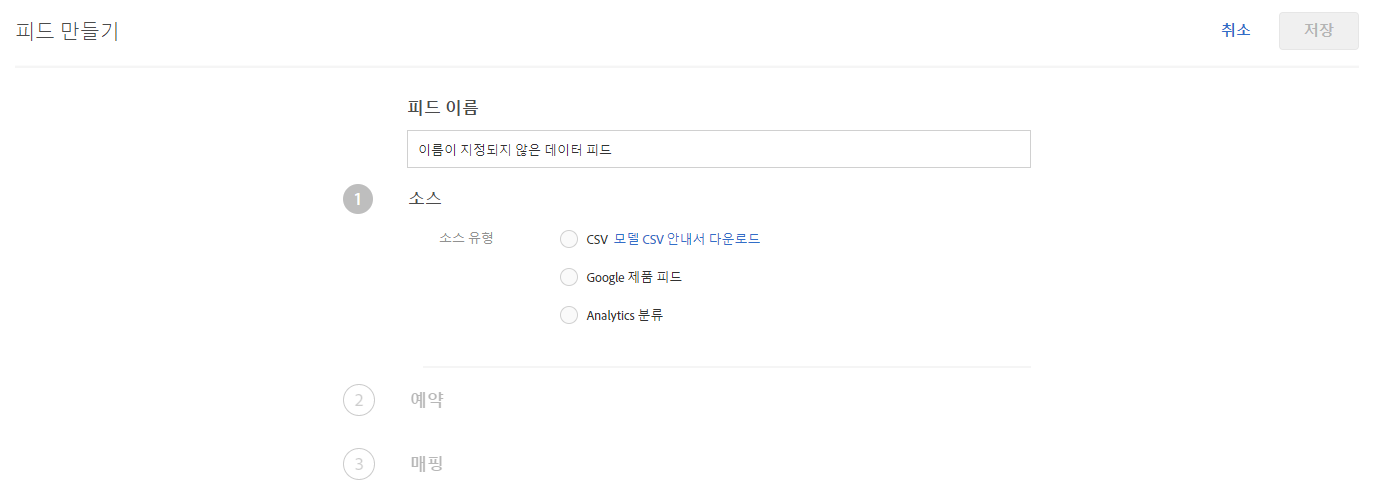 피드 만들기
취소
저장
피드 이름
이름이 지정되지 않은 데이터 피드
1 소스
소스 유형
CSV 모델 CSV 안내서 다운로드
Google 제품 피드
Analytics 분류
2 예약
3 매핑